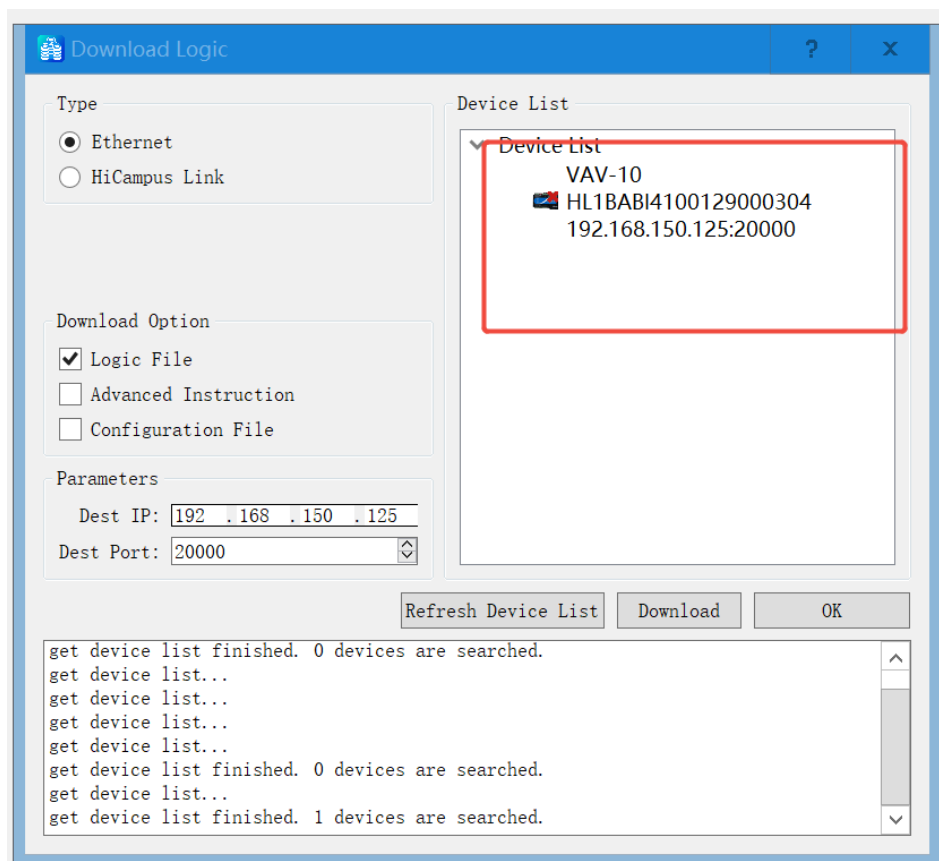 Download Logic
? x
Type
Ethernet
HiCampus Link
Device List
Device List
VAV-10
HL1BABI4100129000304
192.168.150.125:20000
Download Option
Logic File
Advanced Instruction
Configuration File
Parameters
Dest IP: 192 .168 .150 .125
Dest Port: 20000
Refresh Device List Download OK
get device list finished. 0 devices are searched.
get device list...
get device list...
get device list...
get device list...
get device list finished. 0 devices are searched.
get device list...
get device list finished. 1 devices are searched.